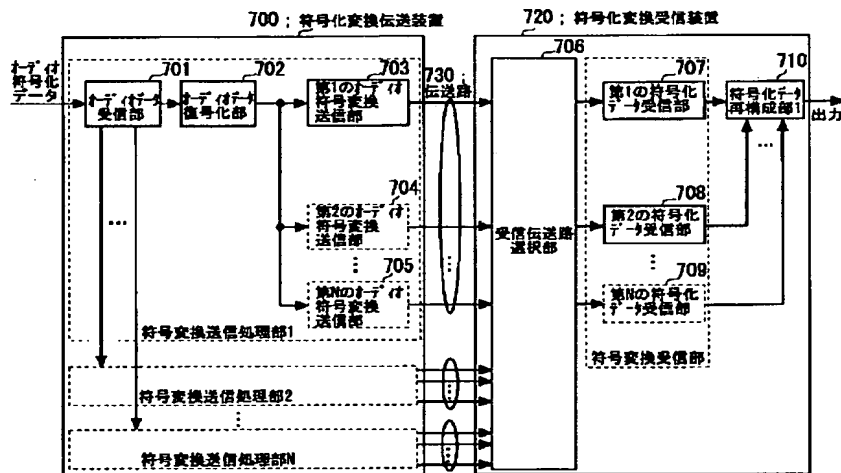 700 ; 符号化変換伝送装置
720 ; 符号化変換受信装置
ｵｰﾃﾞｨｵ
符号化
データ
701
ｵｰﾃﾞｨｵﾃﾞｰﾀ
受信部
702
ｵｰﾃﾞｨｵﾃﾞｰﾀ
復号化部
703
第1のｵｰﾃﾞｨｵ
符号変換
送信部
730 ;
伝送路
706
受信伝送路
選択部
707
第1の符号化
ﾃﾞｰﾀ受信部
710
符号化ﾃﾞｰﾀ
再構成部1
出力
…
704
第2のｵｰﾃﾞｨｵ
符号変換
送信部
705
第Nのｵｰﾃﾞｨｵ
符号変換
送信部
708
第2の符号化
ﾃﾞｰﾀ受信部
…
709
第Nの符号化
ﾃﾞｰﾀ受信部
符号変換送信処理部1
符号変換受信部
符号変換送信処理部2
符号変換送信処理部N